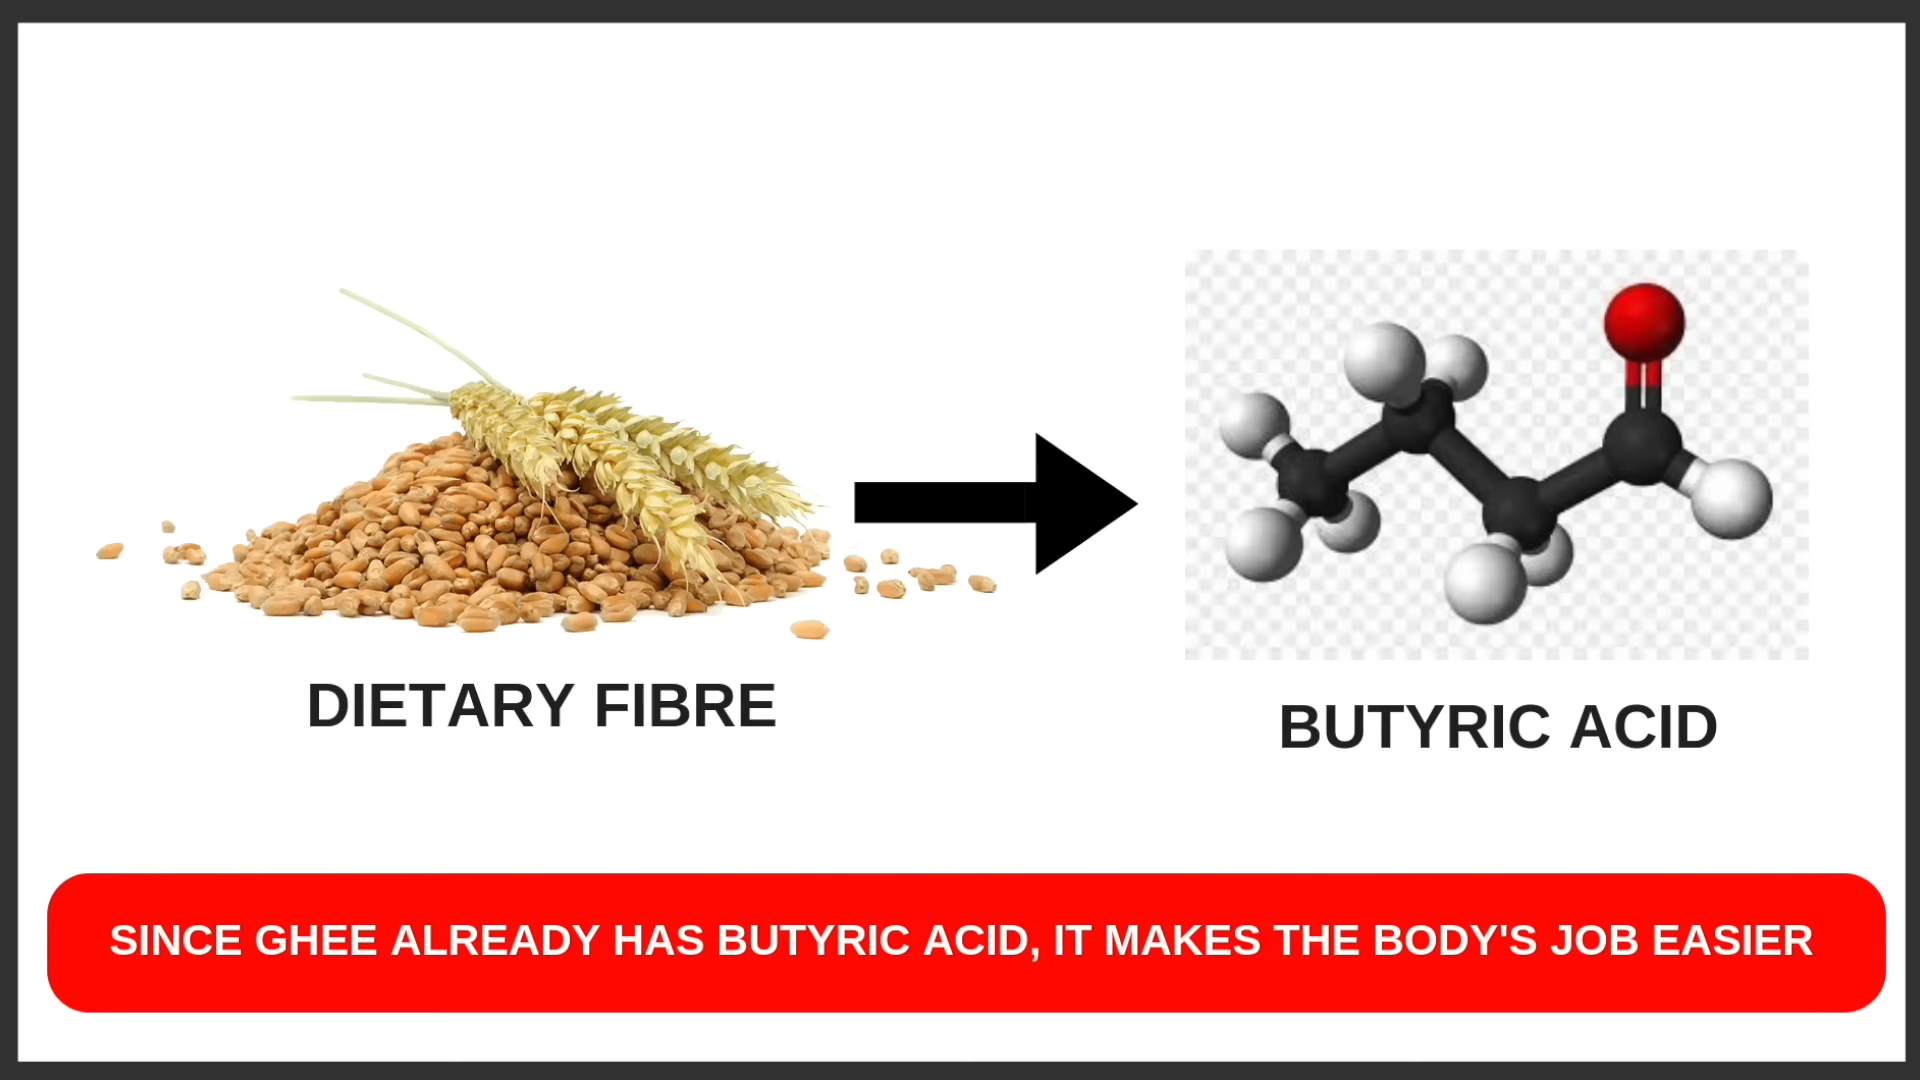 DIETARY FIBRE
BUTYRIC ACID
SINCE GHEE ALREADY HAS BUTYRIC ACID, IT MAKES THE BODY'S JOB EASIER